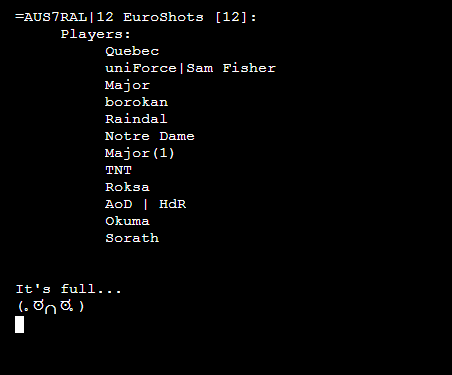 =AUS7RAL|12 EuroShots [12]:
Players:
Quebec
uniForce|Sam Fisher
Major
borokan
Raindal
Notre Dame
Major(1)
TNT
Roksa
AoD | HdR
Okuma
Sorath
It's full...
(｡ಠ∩ಠ｡)